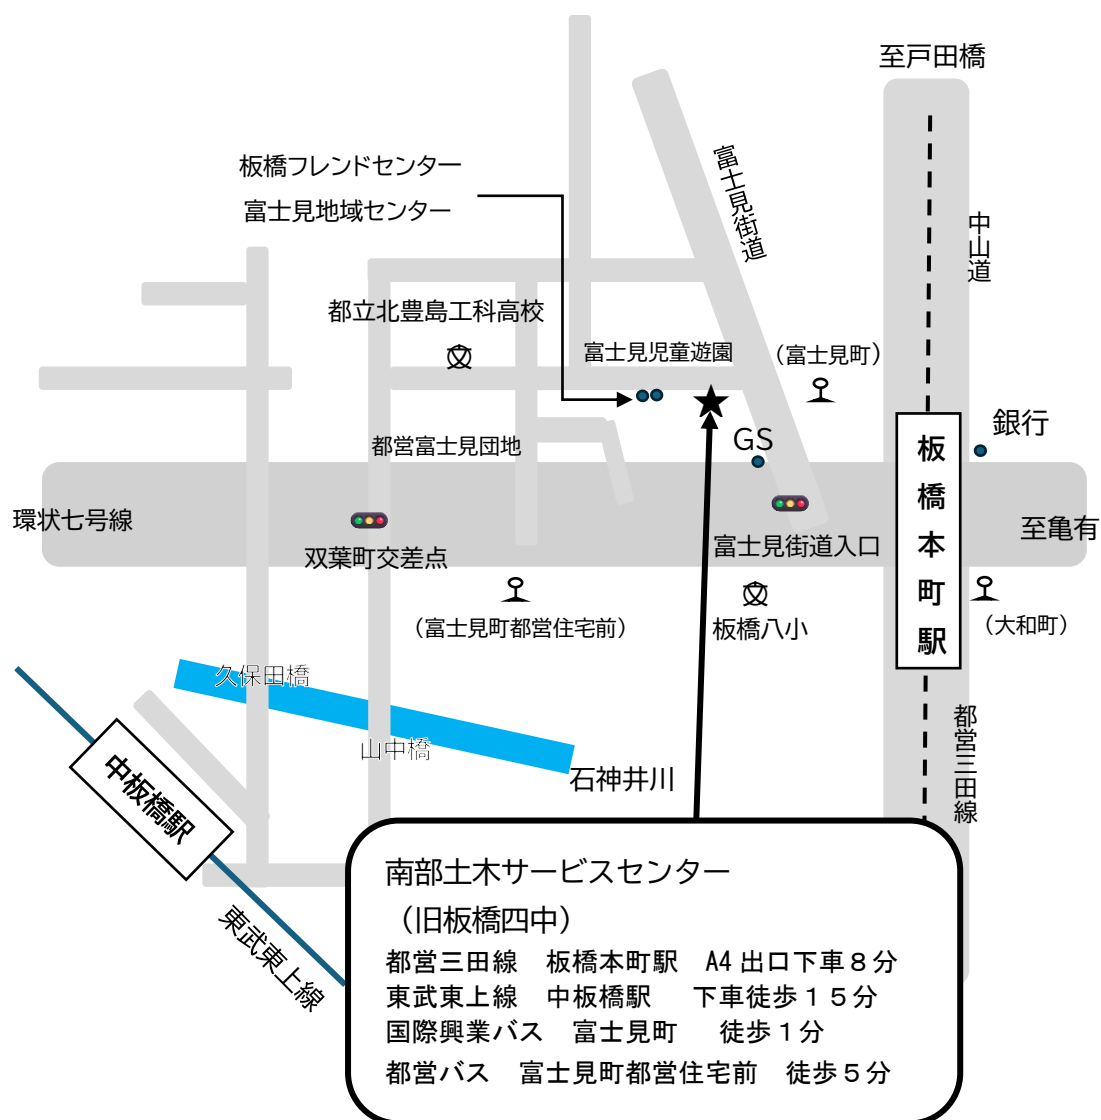 至戸田橋
板橋フレンドセンター
富士見地域センター
富士見街道
中山道
都立北豊島工科高校
富士見児童遊園
（富士見町）
銀行
GS
都営富士見団地
板橋本町駅
環状七号線
至亀有
富士見街道入口
双葉町交差点
（富士見町都営住宅前）
板橋八小
（大和町）
久保田橋
山中橋
石神井川
都営三田線
中板橋駅
東武東上線
南部土木サービスセンター
（旧板橋四中）
都営三田線　板橋本町駅　A4 出口下車８分
東武東上線　中板橋駅　　下車徒歩１５分
国際興業バス　富士見町　　徒歩１分
都営バス　富士見町都営住宅前　徒歩５分